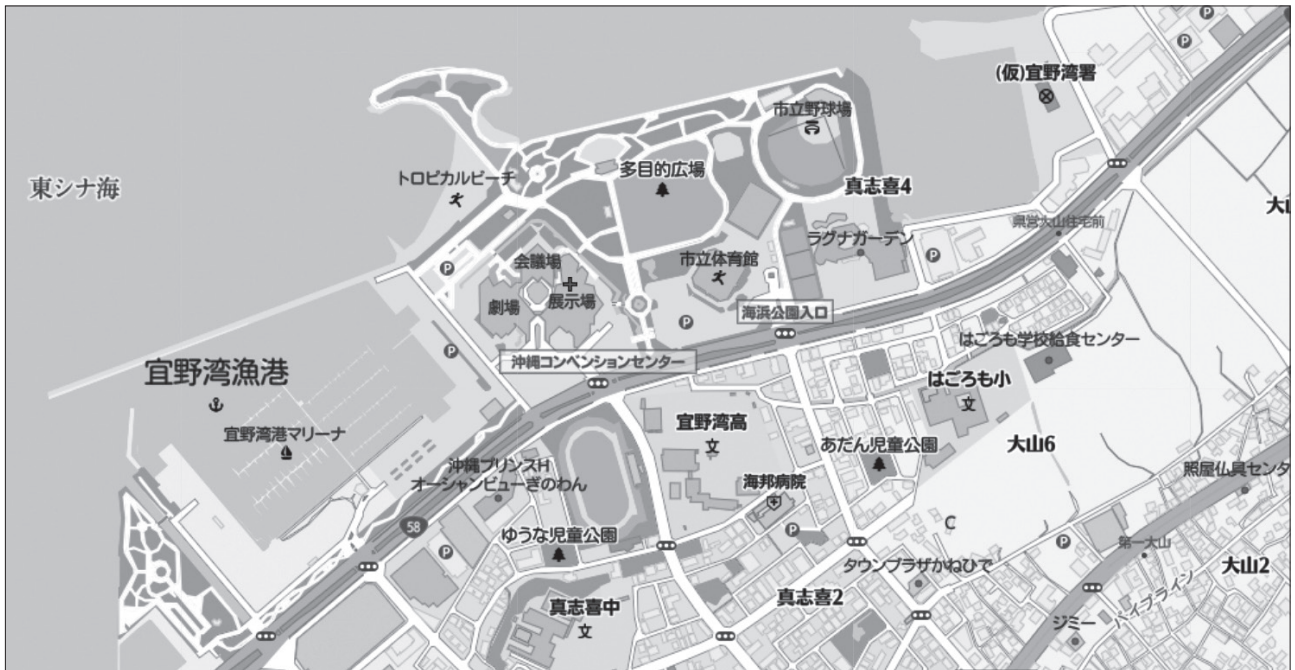 (仮)宜野湾署
市立野球場
多目的広場
トロピカルビーチ
東シナ海
真志喜4
大山
県営大山住宅前
ラグナガーデン
市立体育館
会議場
劇場
展示場
海浜公園入口
沖縄コンベンションセンター
はごろも学校給食センター
宜野湾漁港
はごろも小
文
宜野湾高
文
宜野湾港マリーナ
あだん児童公園
大山6
沖縄プリンスH
オーシャンビューぎのわん
海邦病院
照屋仏具センタ
58
C
ゆうな児童公園
第一大山
タウンプラザかねひで
大山2
真志喜2
真志喜中
文
パイプライン
ジミー
P
P
P
P
P
P
P
P
P